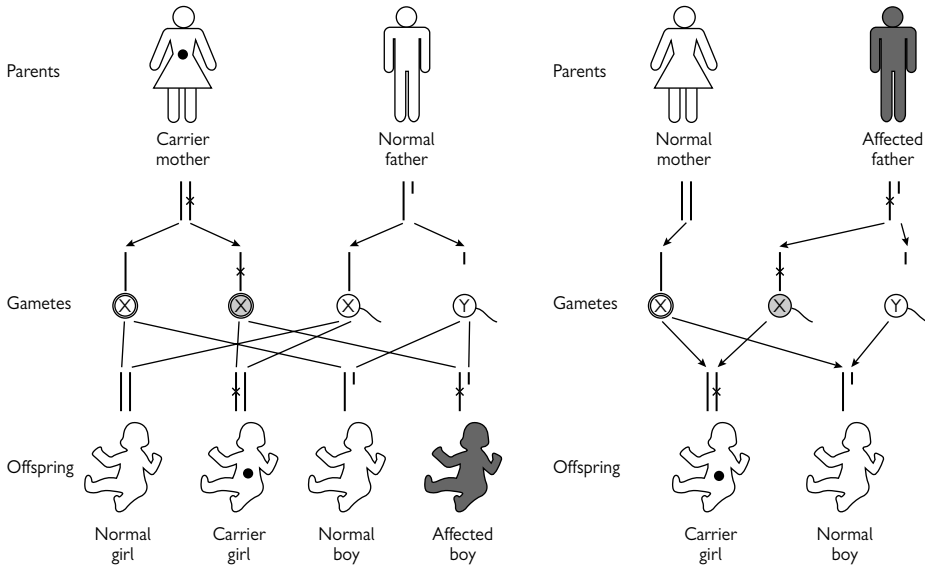 Parents
Carrier
mother
Normal
father
Parents
Normal
mother
Affected
father
Gametes
X
X
X
Y
Gametes
X
X
Y
Offspring
Normal
girl
Carrier
girl
Normal
boy
Affected
boy
Offspring
Carrier
girl
Normal
boy